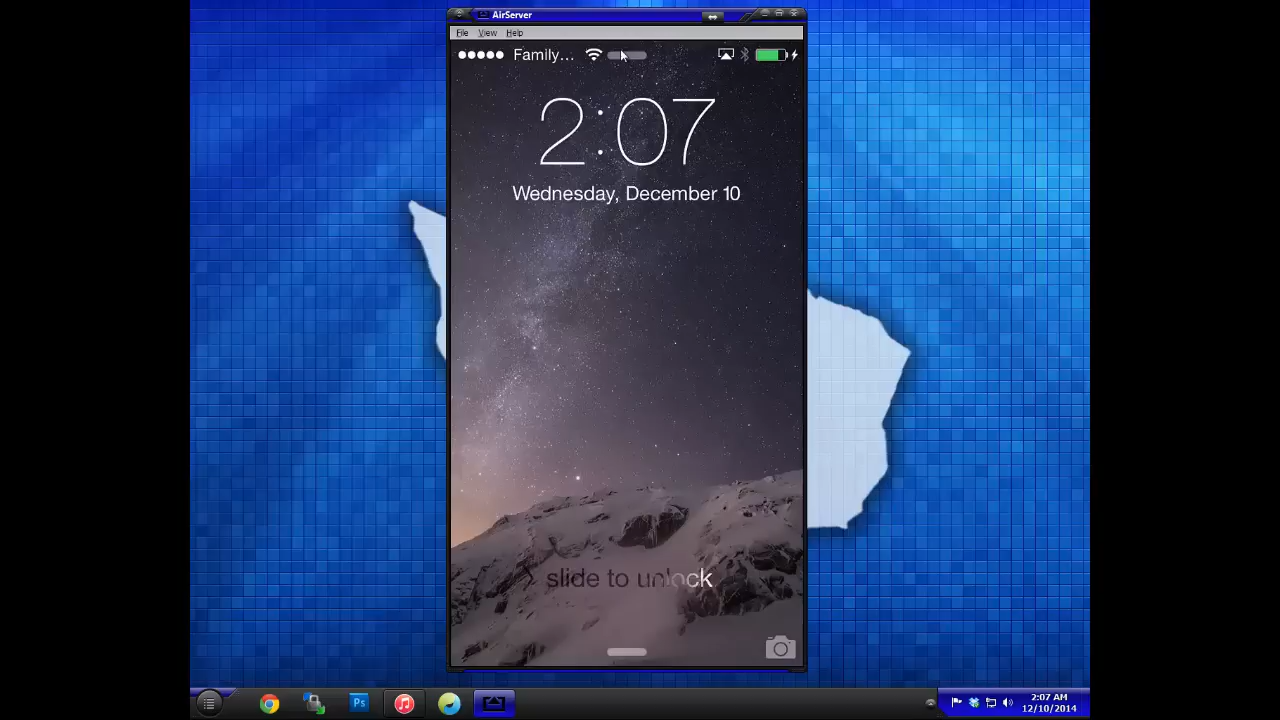 AirServer
File View Help
Family...
2:07
Wednesday, December 10
slide to unlock
Ps
2:07 AM
12/10/2014